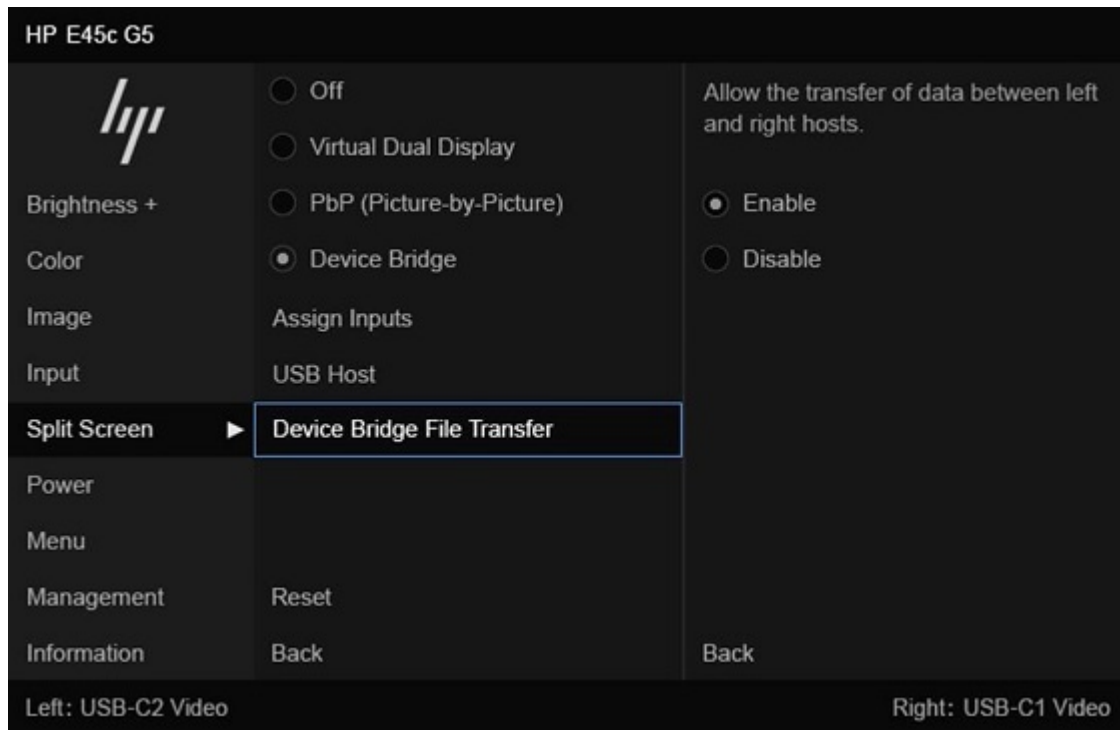 HP E45c G5
hp
Brightness +
Color
Image
Input
Split Screen
Power
Menu
Management
Information
Off
Virtual Dual Display
PbP (Picture-by-Picture)
Device Bridge
Assign Inputs
USB Host
Device Bridge File Transfer
Reset
Back
Allow the transfer of data between left
and right hosts.
Enable
Disable
Back
Left: USB-C2 Video
Right: USB-C1 Video